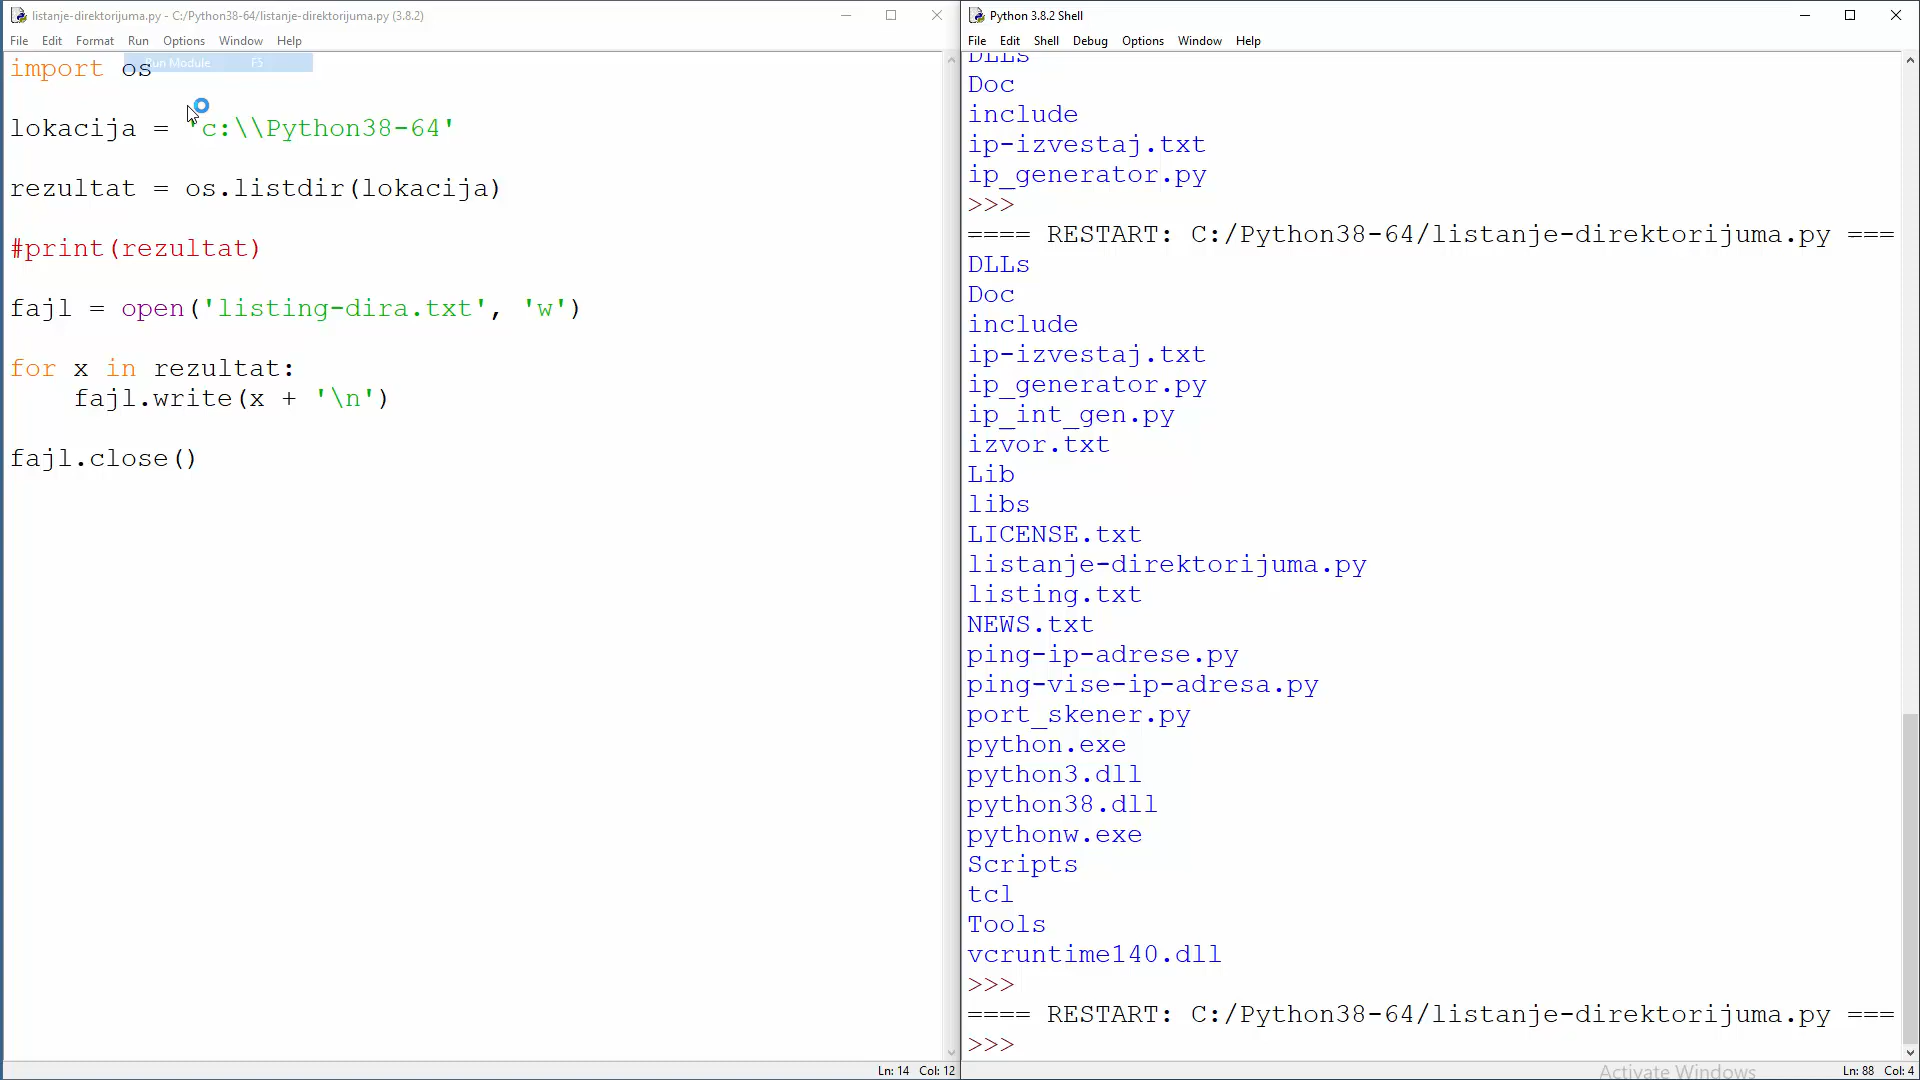 listanje-direktorijuma.py - C:/Python38-64/listanje-direktorijuma.py (3.8.2)
File Edit Format Run Options Window Help
Run Module F5
import os
lokacija = 'c:\\Python38-64'
rezultat = os.listdir(lokacija)
#print(rezultat)
fajl = open('listing-dira.txt', 'w')
for x in rezultat:
    fajl.write(x + '\n')
fajl.close()
Ln: 14 Col: 12
Python 3.8.2 Shell
File Edit Shell Debug Options Window Help
DLLs
Doc
include
ip-izvestaj.txt
ip_generator.py
>>>
==== RESTART: C:/Python38-64/listanje-direktorijuma.py ===
DLLs
Doc
include
ip-izvestaj.txt
ip_generator.py
ip_int_gen.py
izvor.txt
Lib
libs
LICENSE.txt
listanje-direktorijuma.py
listing.txt
NEWS.txt
ping-ip-adrese.py
ping-vise-ip-adresa.py
port_skener.py
python.exe
python3.dll
python38.dll
pythonw.exe
Scripts
tcl
Tools
vcruntime140.dll
>>>
==== RESTART: C:/Python38-64/listanje-direktorijuma.py ===
>>>
Activate Windows
Ln: 88 Col: 4